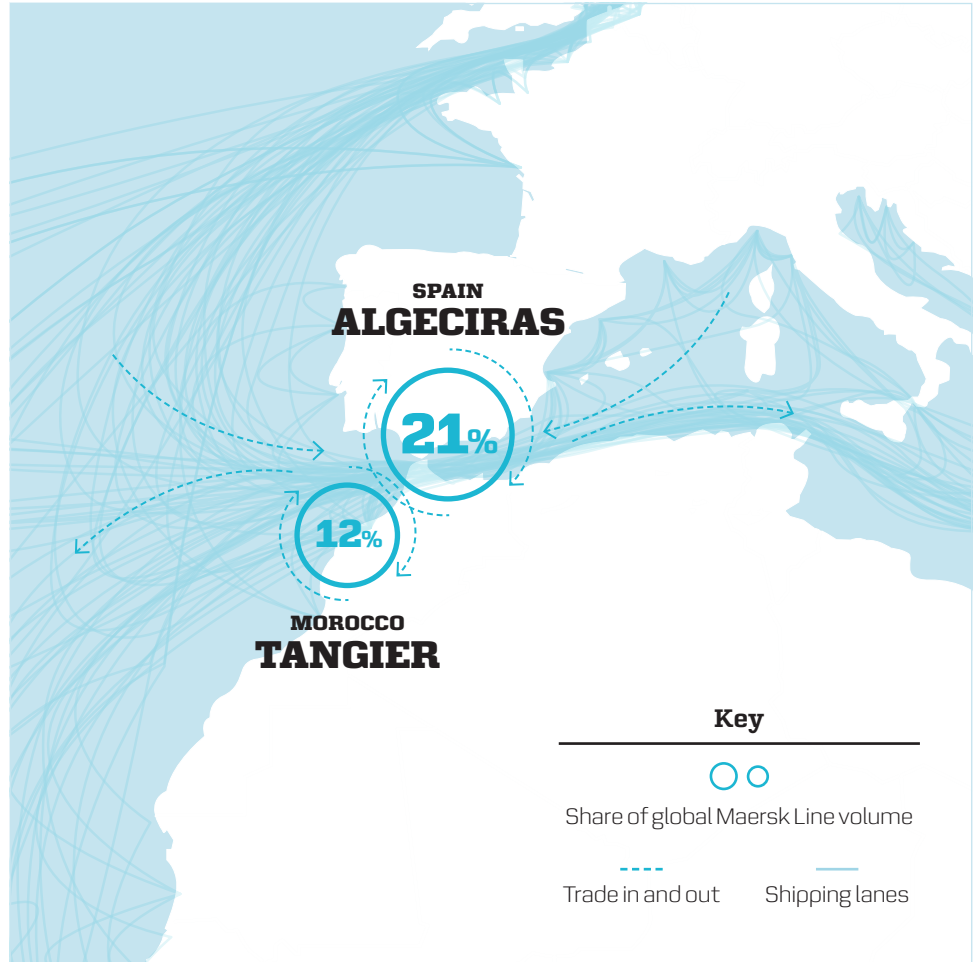 SPAIN
ALGECIRAS
21%
12%
MOROCCO
TANGIER
Key
Share of global Maersk Line volume
Trade in and out
Shipping lanes